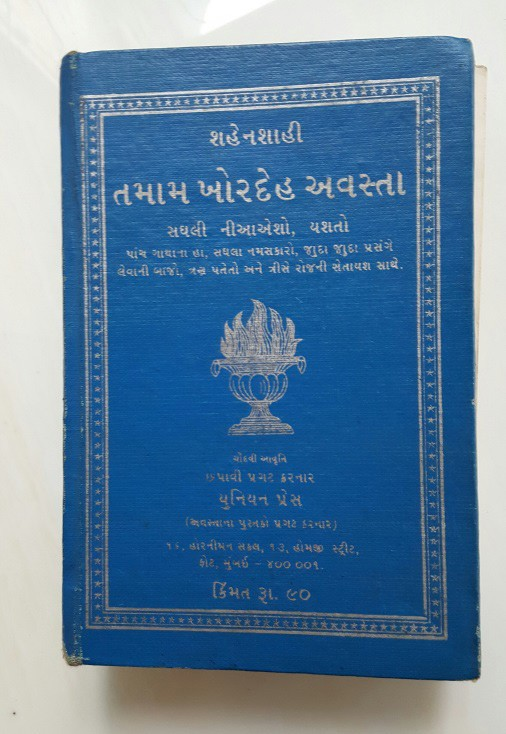 શહેનશાહી
તમામ ખોરદેહ અવસ્તા
સઘલી નીઆએશો, યશતો
પાંચ ગાથાના હા, સઘલા નમસકારો, જુદા જુદા પ્રસંગે
લેવાની બાજો, ત્રણ પતેતો અને ત્રીસે રોજની સેતાયશ સાથે.
ચૌદવી આવૃત્તિ
છપાવી પ્રગટ કરનાર
યુનિયન પ્રેસ
(અવસ્તાના પુસ્તકો પ્રગટ કરનાર)
હોરનીમન સર્કલ, ૧૩, હોમજી સ્ટ્રીટ,
કોટ, મુંબઈ – ૪૦૦ ૦૦૧.
કિંમત રૂા. ૯૦